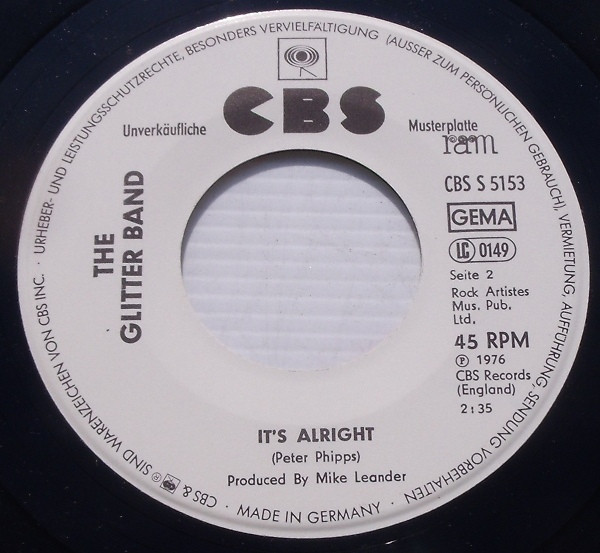 URHEBER- UND LEISTUNGSSCHUTZRECHTE, BESONDERS VERVIELFÄLTIGUNG (AUSSER ZUM PERSÖNLICHEN GEBRAUCH), VERMIETUNG, AUFFÜHRUNG, SENDUNG VORBEHALTEN
CBS
Unverkäufliche Musterplatte
ram
CBS S 5153
GEMA
LC 0149
THE
GLITTER BAND
Seite 2
Rock Artistes
Mus. Pub.
Ltd.
45 RPM
Ⓟ 1976
CBS Records
(England)
2:35
IT'S ALRIGHT
(Peter Phipps)
Produced By Mike Leander
CBS & ® SIND WARENZEICHEN VON CBS INC. ·
· MADE IN GERMANY ·